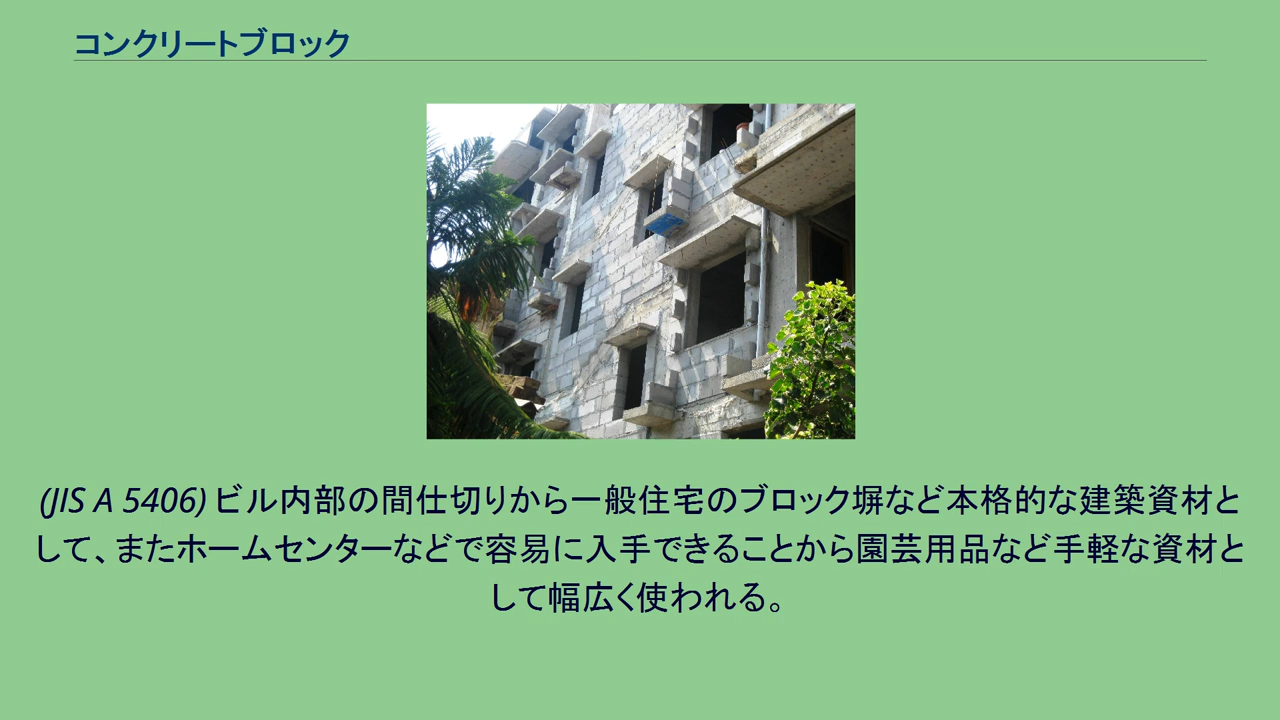 コンクリートブロック
(JIS A 5406) ビル内部の間仕切りから一般住宅のブロック塀など本格的な建築資材と
して、またホームセンターなどで容易に入手できることから園芸用品など手軽な資材と
して幅広く使われる。